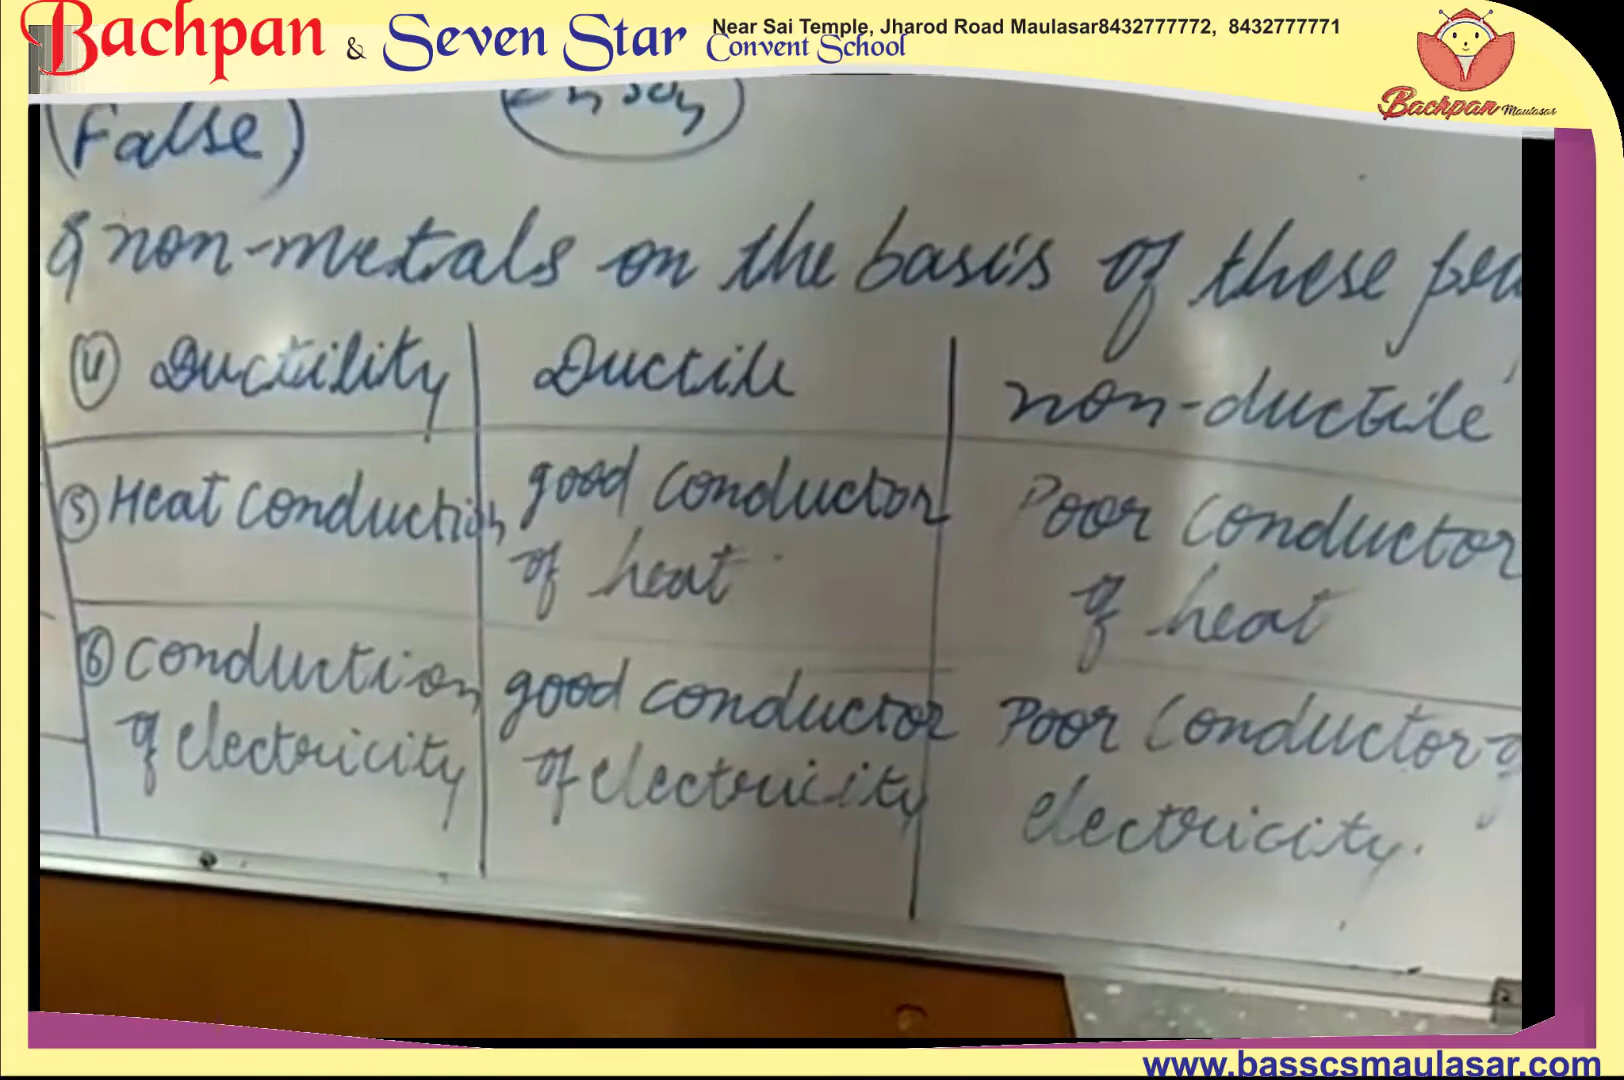 Bachpan & Seven Star Convent School
Near Sai Temple, Jharod Road Maulasar8432777772, 8432777771
Bachpan Maulasar
(False)
& non-metals on the basis of these
④ Ductility Ductile non-ductile
⑤ Heat conduction good conductor of heat Poor conductor of heat
⑥ conduction of electricity good conductor of electricity Poor conductor of electricity.
www.basscsmaulasar.com